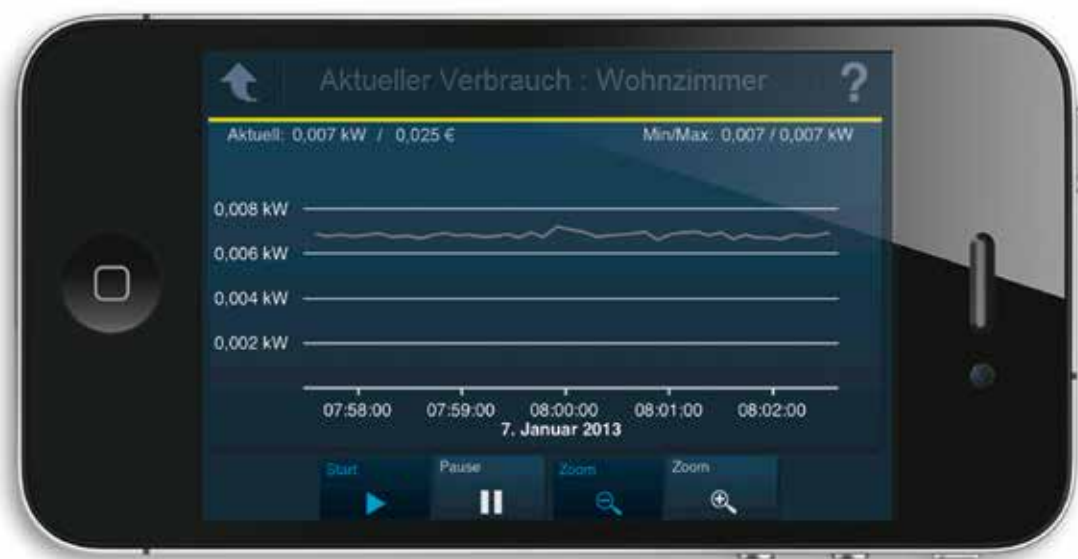 Aktueller Verbrauch : Wohnzimmer ?
Aktuell: 0,007 kW / 0,025 € Min/Max: 0,007 / 0,007 kW
0,008 kW
0,006 kW
0,004 kW
0,002 kW
07:58:00 07:59:00 08:00:00 08:01:00 08:02:00
7. Januar 2013
Start Pause Zoom Zoom